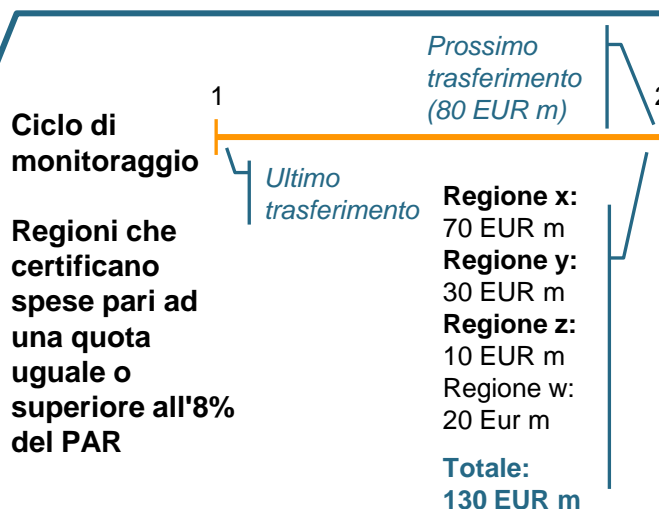 Prossimo
trasferimento
(80 EUR m)
1
2
Ciclo di
monitoraggio
Ultimo
trasferimento
Regioni che
certificano
spese pari ad
una quota
uguale o
superiore all'8%
del PAR
Regione x:
70 EUR m
Regione y:
30 EUR m
Regione z:
10 EUR m
Regione w:
20 Eur m
Totale:
130 EUR m